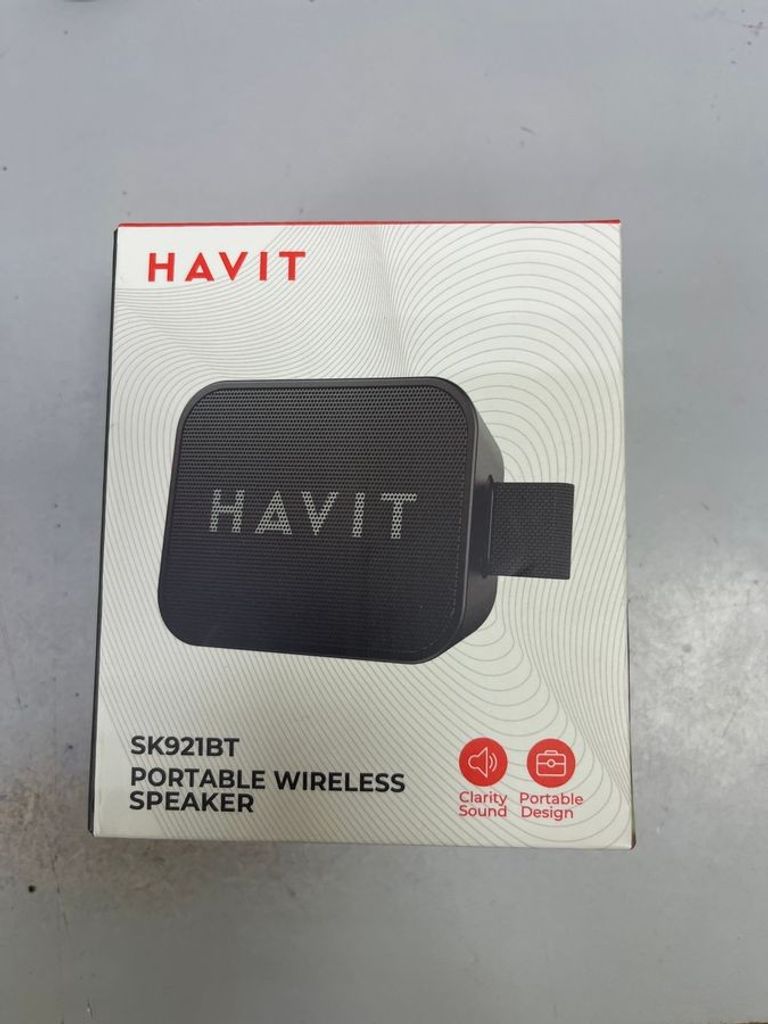 HAVIT
HAVIT
SK921BT
PORTABLE WIRELESS
SPEAKER
Clarity
Sound
Portable
Design